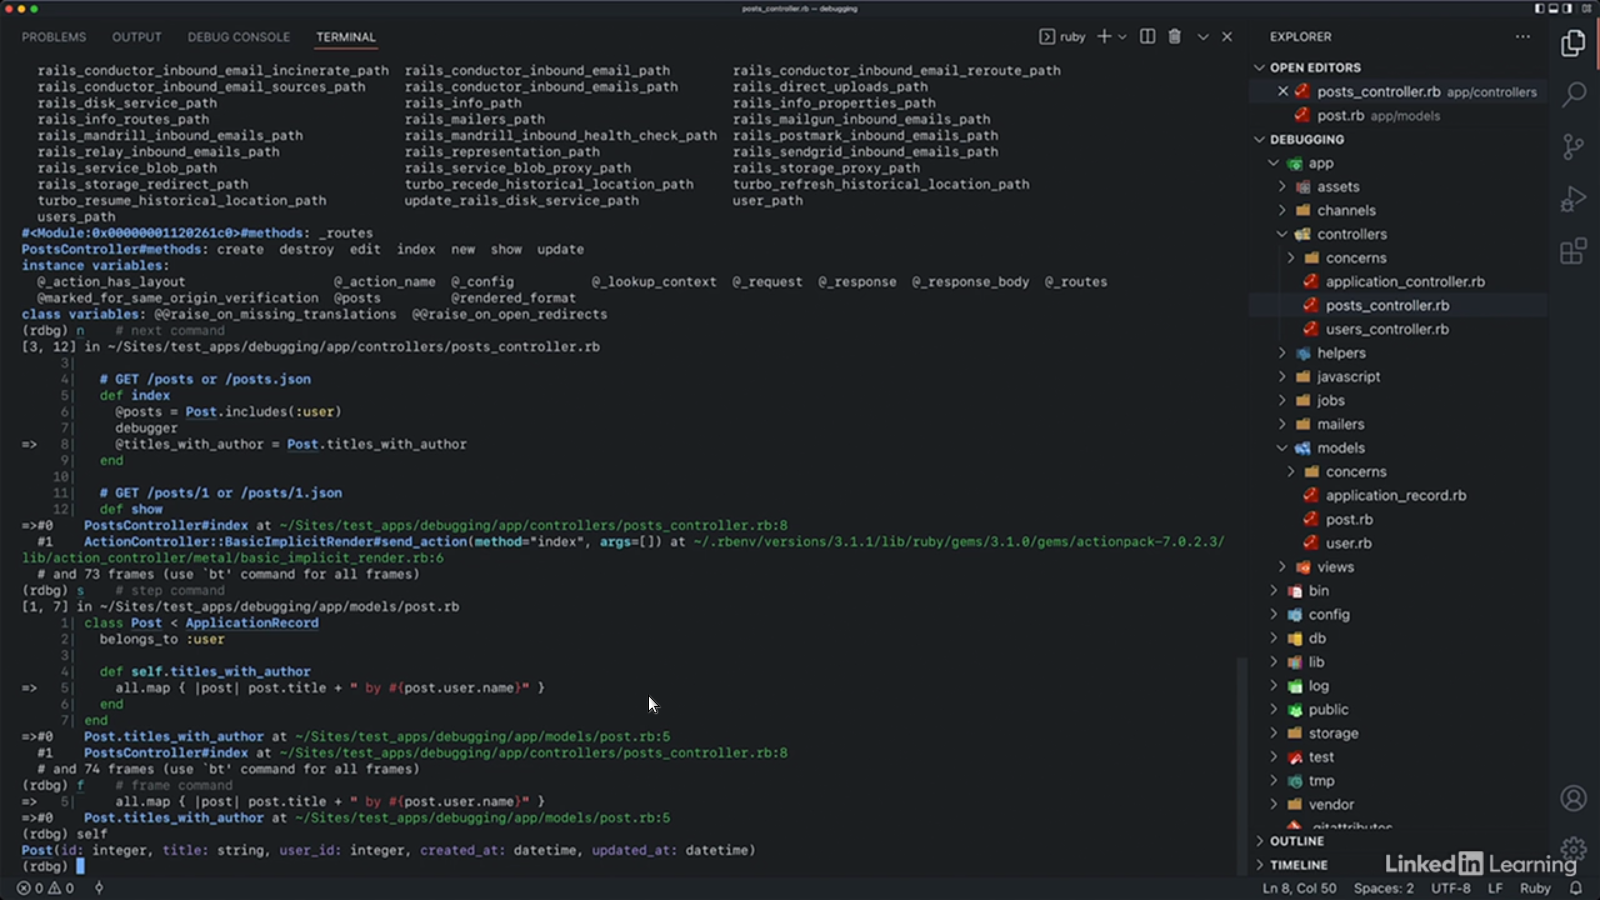 posts_controller.rb — debugging
PROBLEMS OUTPUT DEBUG CONSOLE TERMINAL
ruby
rails_conductor_inbound_email_incinerate_path rails_conductor_inbound_email_path rails_conductor_inbound_email_reroute_path
rails_conductor_inbound_email_sources_path rails_conductor_inbound_emails_path rails_direct_uploads_path
rails_disk_service_path rails_info_path rails_info_properties_path
rails_info_routes_path rails_mailers_path rails_mailgun_inbound_emails_path
rails_mandrill_inbound_emails_path rails_mandrill_inbound_health_check_path rails_postmark_inbound_emails_path
rails_relay_inbound_emails_path rails_representation_path rails_sendgrid_inbound_emails_path
rails_service_blob_path rails_service_blob_proxy_path rails_storage_proxy_path
rails_storage_redirect_path turbo_recede_historical_location_path turbo_refresh_historical_location_path
turbo_resume_historical_location_path update_rails_disk_service_path user_path
users_path
#<Module:0x00000001120261c0>#methods: _routes
PostsController#methods: create destroy edit index new show update
instance variables:
@_action_has_layout @_action_name @_config @_lookup_context @_request @_response @_response_body @_routes
@marked_for_same_origin_verification @posts @rendered_format
class variables: @@raise_on_missing_translations @@raise_on_open_redirects
(rdbg) n # next command
[3, 12] in ~/Sites/test_apps/debugging/app/controllers/posts_controller.rb
3|
4| # GET /posts or /posts.json
5| def index
6| @posts = Post.includes(:user)
7| debugger
=> 8| @titles_with_author = Post.titles_with_author
9| end
10|
11| # GET /posts/1 or /posts/1.json
12| def show
=>#0 PostsController#index at ~/Sites/test_apps/debugging/app/controllers/posts_controller.rb:8
#1 ActionController::BasicImplicitRender#send_action(method="index", args=[]) at ~/.rbenv/versions/3.1.1/lib/ruby/gems/3.1.0/gems/actionpack-7.0.2.3/
lib/action_controller/metal/basic_implicit_render.rb:6
# and 73 frames (use `bt' command for all frames)
(rdbg) s # step command
[1, 7] in ~/Sites/test_apps/debugging/app/models/post.rb
1| class Post < ApplicationRecord
2| belongs_to :user
3|
4| def self.titles_with_author
=> 5| all.map { |post| post.title + " by #{post.user.name}" }
6| end
7| end
=>#0 Post.titles_with_author at ~/Sites/test_apps/debugging/app/models/post.rb:5
#1 PostsController#index at ~/Sites/test_apps/debugging/app/controllers/posts_controller.rb:8
# and 74 frames (use `bt' command for all frames)
(rdbg) f # frame command
=> 5| all.map { |post| post.title + " by #{post.user.name}" }
=>#0 Post.titles_with_author at ~/Sites/test_apps/debugging/app/models/post.rb:5
(rdbg) self
Post(id: integer, title: string, user_id: integer, created_at: datetime, updated_at: datetime)
(rdbg)
EXPLORER
OPEN EDITORS
posts_controller.rb app/controllers
post.rb app/models
DEBUGGING
app
assets
channels
controllers
concerns
application_controller.rb
posts_controller.rb
users_controller.rb
helpers
javascript
jobs
mailers
models
concerns
application_record.rb
post.rb
user.rb
views
bin
config
db
lib
log
public
storage
test
tmp
vendor
.gitattributes
OUTLINE
TIMELINE
LinkedIn Learning
0 0
Ln 8, Col 50 Spaces: 2 UTF-8 LF Ruby